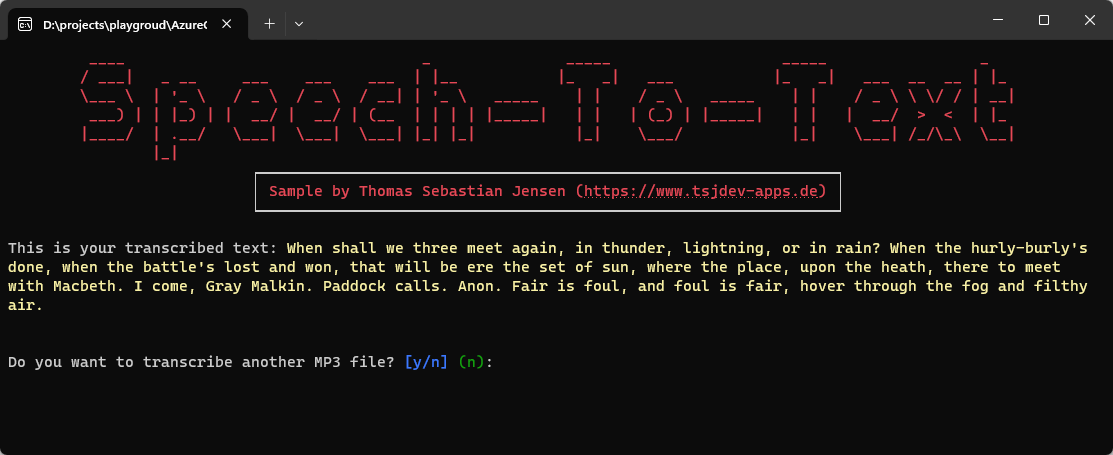 D:\projects\playgroud\AzureC
Speech-To-Text
Sample by Thomas Sebastian Jensen (https://www.tsjdev-apps.de)
This is your transcribed text: When shall we three meet again, in thunder, lightning, or in rain? When the hurly-burly's
done, when the battle's lost and won, that will be ere the set of sun, where the place, upon the heath, there to meet
with Macbeth. I come, Gray Malkin. Paddock calls. Anon. Fair is foul, and foul is fair, hover through the fog and filthy
air.
Do you want to transcribe another MP3 file? [y/n] (n):